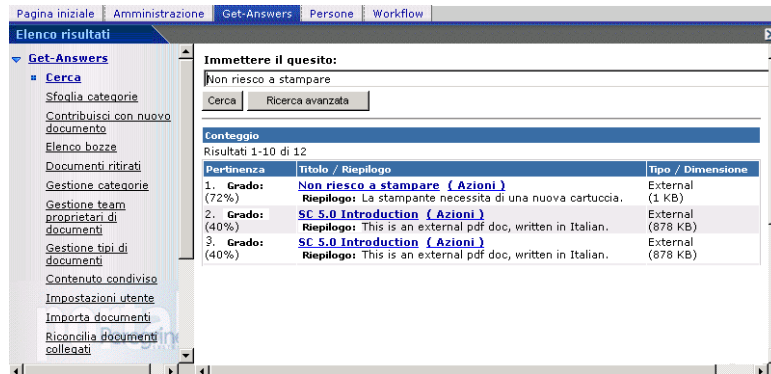 Pagina iniziale Amministrazione Get-Answers Persone Workflow
Elenco risultati
Get-Answers
Cerca
Sfoglia categorie
Contribuisci con nuovo
documento
Elenco bozze
Documenti ritirati
Gestione categorie
Gestione team
proprietari di
documenti
Gestione tipi di
documenti
Contenuto condiviso
Impostazioni utente
Importa documenti
Riconcilia documenti
collegati
Immettere il quesito:
Non riesco a stampare
Cerca Ricerca avanzata
Conteggio
Risultati 1-10 di 12
Pertinenza Titolo / Riepilogo Tipo / Dimensione
1. Grado: Non riesco a stampare ( Azioni ) External
(72%) Riepilogo: La stampante necessita di una nuova cartuccia. (1 KB)
2. Grado: SC 5.0 Introduction ( Azioni ) External
(40%) Riepilogo: This is an external pdf doc, written in Italian. (878 KB)
3. Grado: SC 5.0 Introduction ( Azioni ) External
(40%) Riepilogo: This is an external pdf doc, written in Italian. (878 KB)